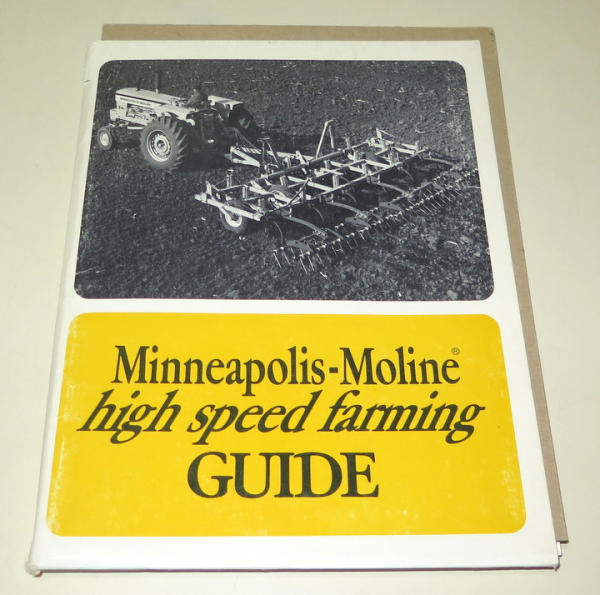 Minneapolis-Moline®
high speed farming
GUIDE